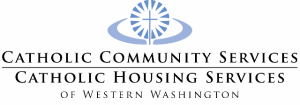 CATHOLIC COMMUNITY SERVICES
CATHOLIC HOUSING SERVICES
OF WESTERN WASHINGTON